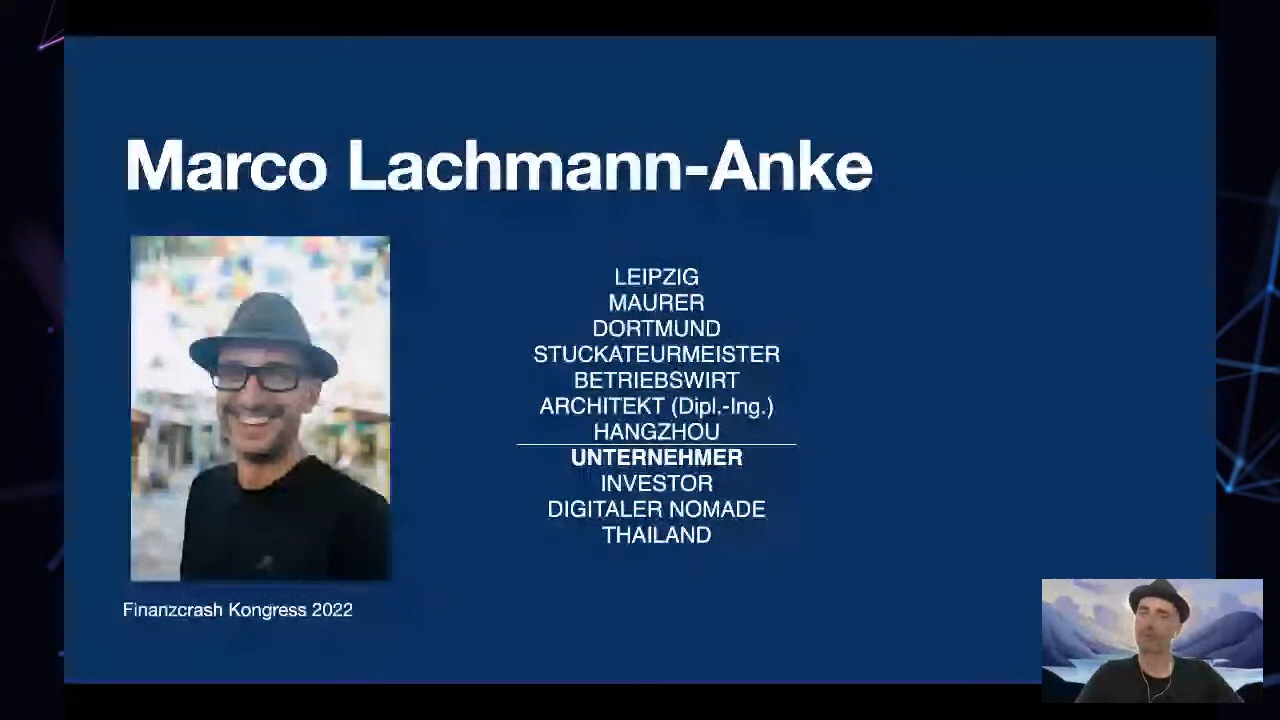 Marco Lachmann-Anke
LEIPZIG
MAURER
DORTMUND
STUCKATEURMEISTER
BETRIEBSWIRT
ARCHITEKT (Dipl.-Ing.)
HANGZHOU
UNTERNEHMER
INVESTOR
DIGITALER NOMADE
THAILAND
Finanzcrash Kongress 2022